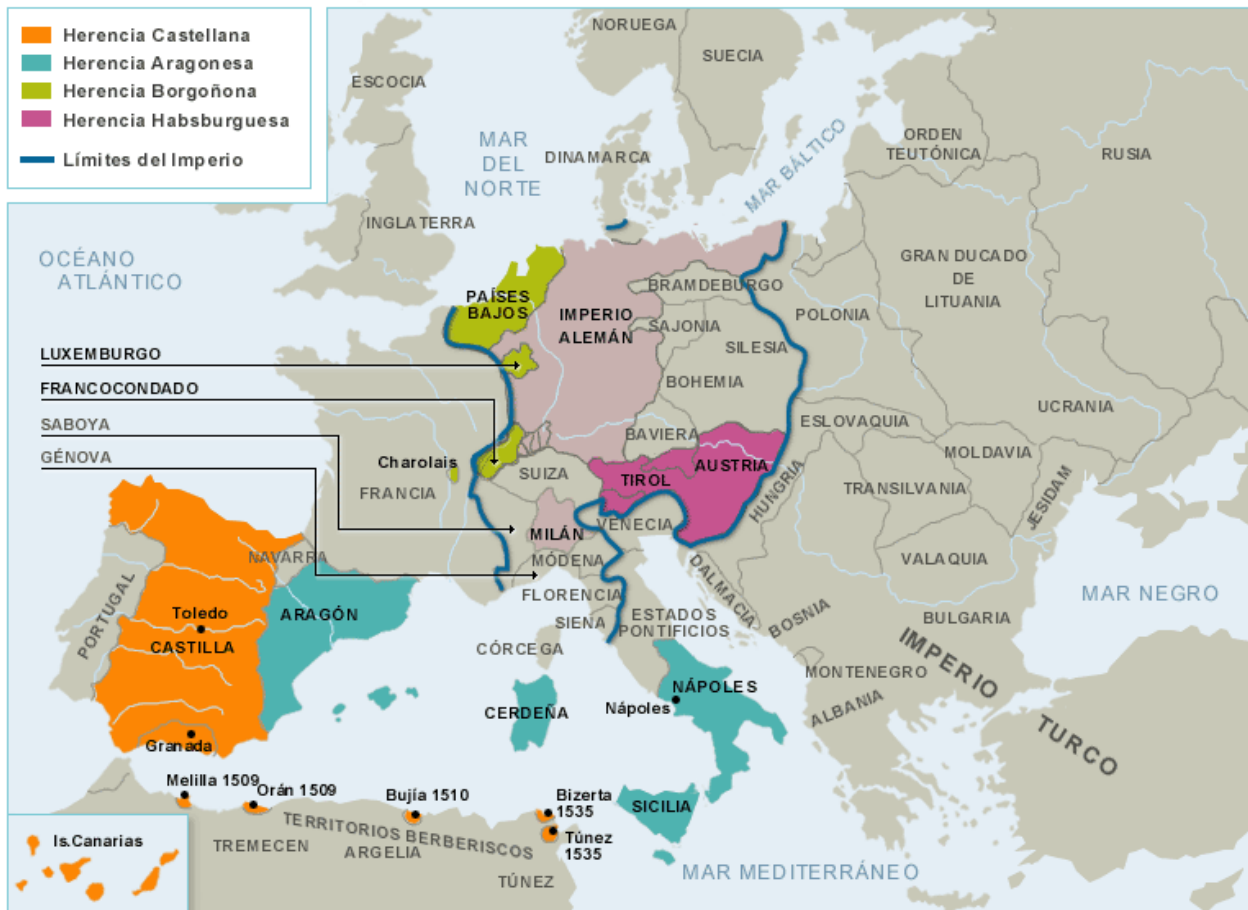 Herencia Castellana
Herencia Aragonesa
Herencia Borgoñona
Herencia Habsburguesa
Límites del Imperio
NORUEGA
SUECIA
ESCOCIA
MAR
DEL
NORTE
DINAMARCA
MAR BÁLTICO
ORDEN
TEUTÓNICA
RUSIA
INGLATERRA
OCÉANO
ATLÁNTICO
PAÍSES
BAJOS
IMPERIO
ALEMÁN
BRAMDEBURGO
SAJONIA
SILESIA
POLONIA
GRAN DUCADO
DE
LITUANIA
LUXEMBURGO
FRANCOCONDADO
SABOYA
GÉNOVA
BOHEMIA
BAVIERA
ESLOVAQUIA
UCRANIA
Charolais
FRANCIA
SUIZA
TIROL
AUSTRIA
HUNGRIA
MOLDAVIA
TRANSILVANIA
JESIDAM
MILÁN
VENECIA
MÓDENA
VALAQUIA
NAVARRA
FLORENCIA
SIENA
ESTADOS
PONTIFICIOS
DALMACIA
BOSNIA
BULGARIA
MAR NEGRO
PORTUGAL
Toledo
CASTILLA
ARAGÓN
CÓRCEGA
MONTENEGRO
ALBANIA
IMPERIO
TURCO
CERDEÑA
NÁPOLES
Nápoles
Granada
Melilla 1509
Orán 1509
Bujía 1510
Bizerta
1535
Túnez
1535
SICILIA
TREMECEN
TERRITORIOS BERBERISCOS
ARGELIA
TÚNEZ
MAR MEDITERRÁNEO
Is.Canarias